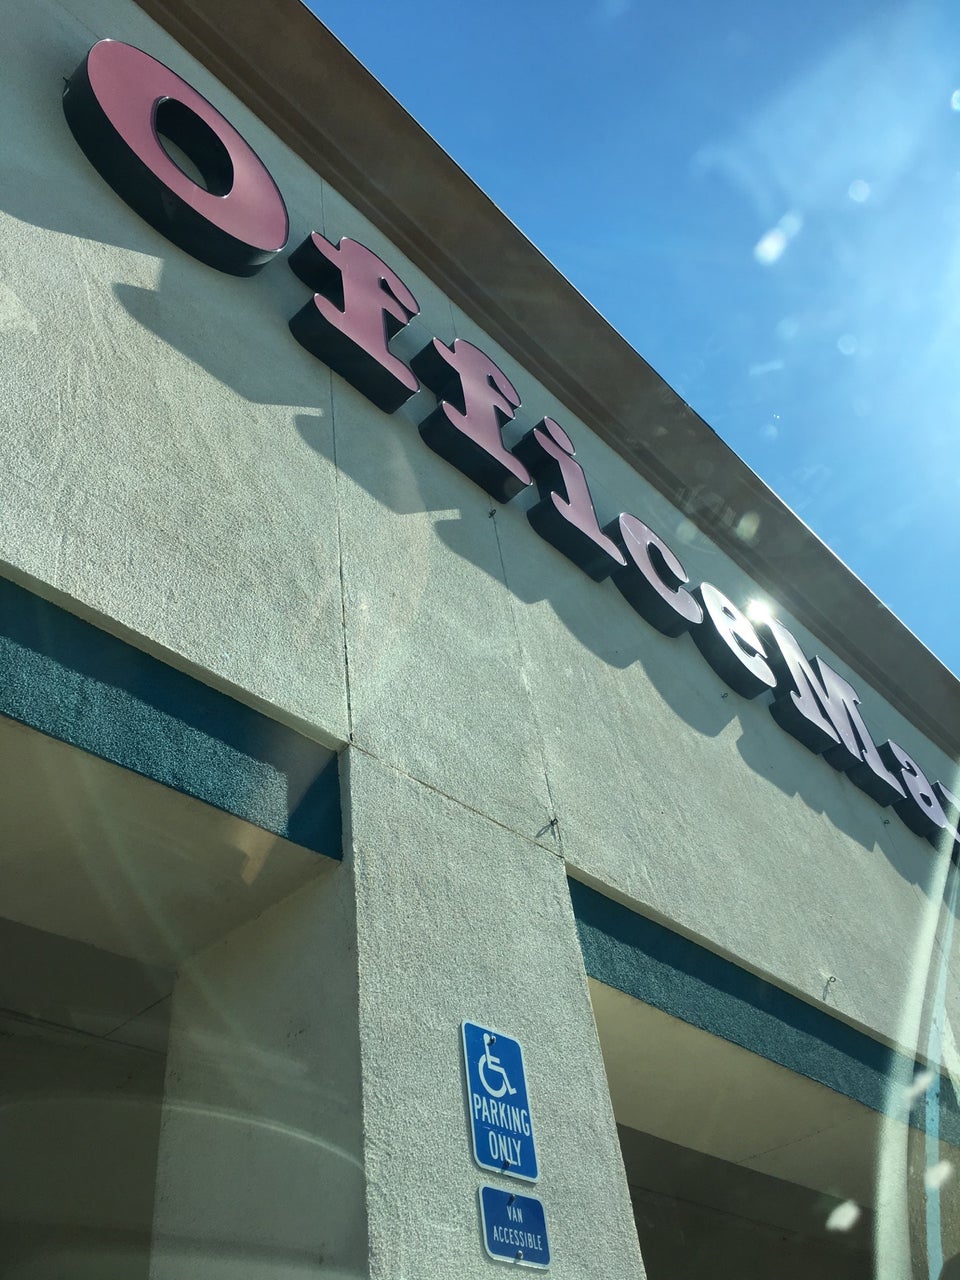 OfficeMa
PARKING
ONLY
VAN
ACCESSIBLE